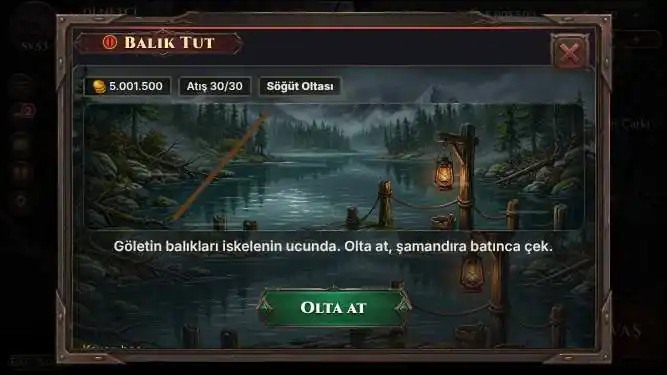 BALIK TUT
5.001.500
Atış 30/30
Söğüt Oltası
Göletin balıkları iskelenin ucunda. Olta at, şamandıra batınca çek.
OLTA AT